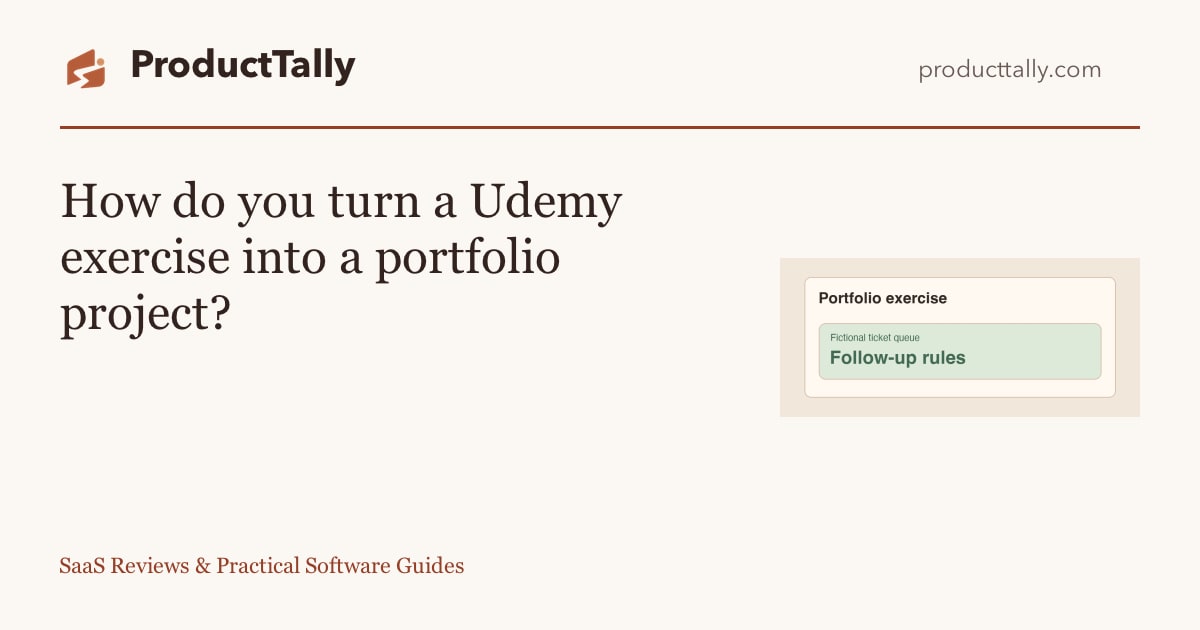 ProductTally
producttally.com
How do you turn a Udemy
exercise into a portfolio
project?
Portfolio exercise
Fictional ticket queue
Follow-up rules
SaaS Reviews & Practical Software Guides